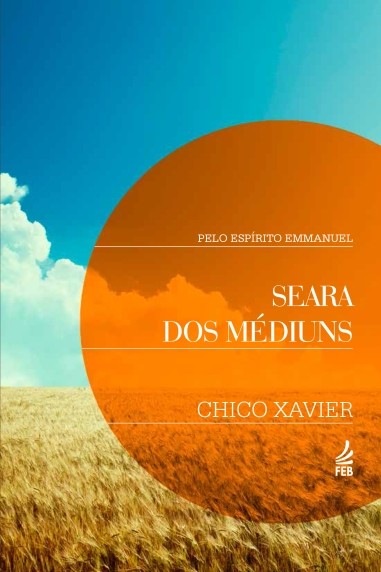 PELO ESPÍRITO EMMANUEL
SEARA
DOS MÉDIUNS
CHICO XAVIER
FEB